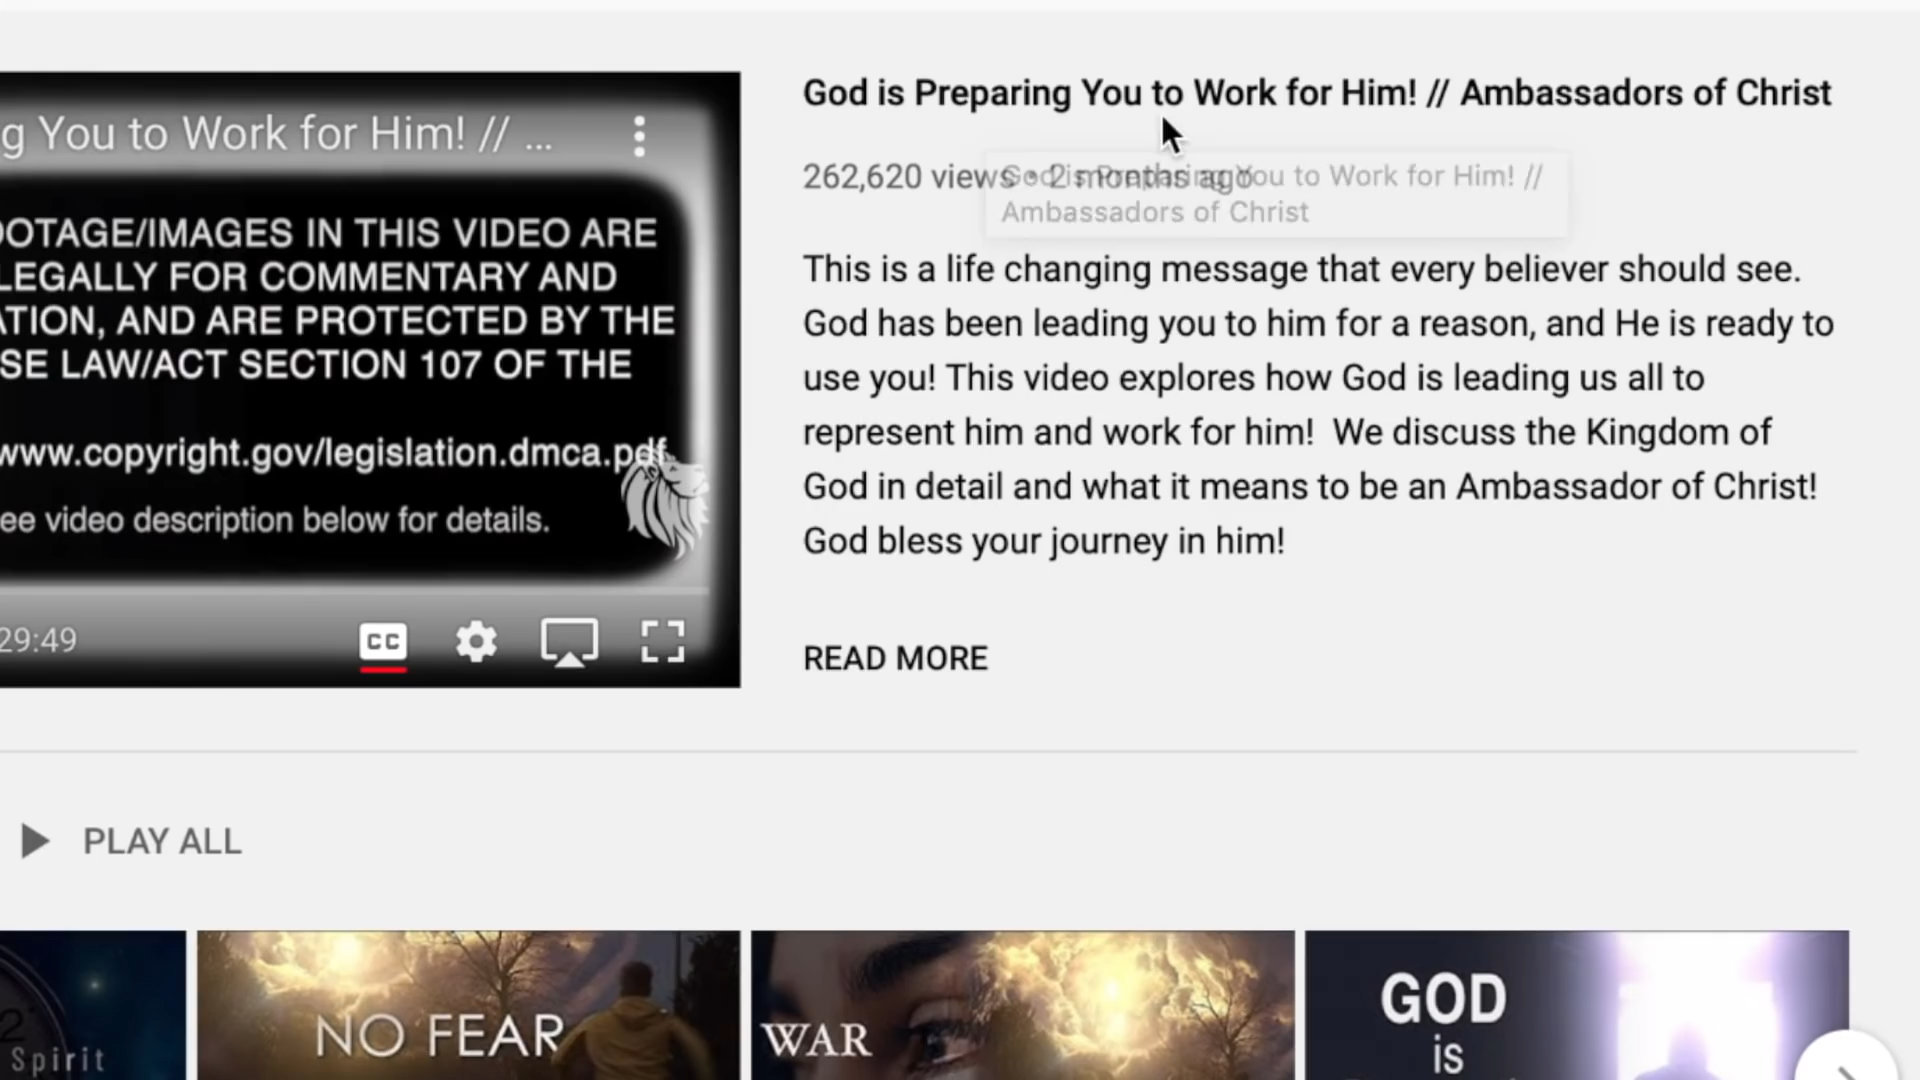 God is Preparing You to Work for Him! // Ambassadors of Christ
262,620 views • 2 months ago
God is Preparing You to Work for Him! //
Ambassadors of Christ
This is a life changing message that every believer should see.
God has been leading you to him for a reason, and He is ready to
use you! This video explores how God is leading us all to
represent him and work for him!  We discuss the Kingdom of
God in detail and what it means to be an Ambassador of Christ!
God bless your journey in him!
READ MORE
g You to Work for Him! // ...
OOTAGE/IMAGES IN THIS VIDEO ARE
LEGALLY FOR COMMENTARY AND
ATION, AND ARE PROTECTED BY THE
SE LAW/ACT SECTION 107 OF THE
www.copyright.gov/legislation.dmca.pdf
ee video description below for details.
29:49
CC
PLAY ALL
2
Spirit
NO FEAR
WAR
GOD
is